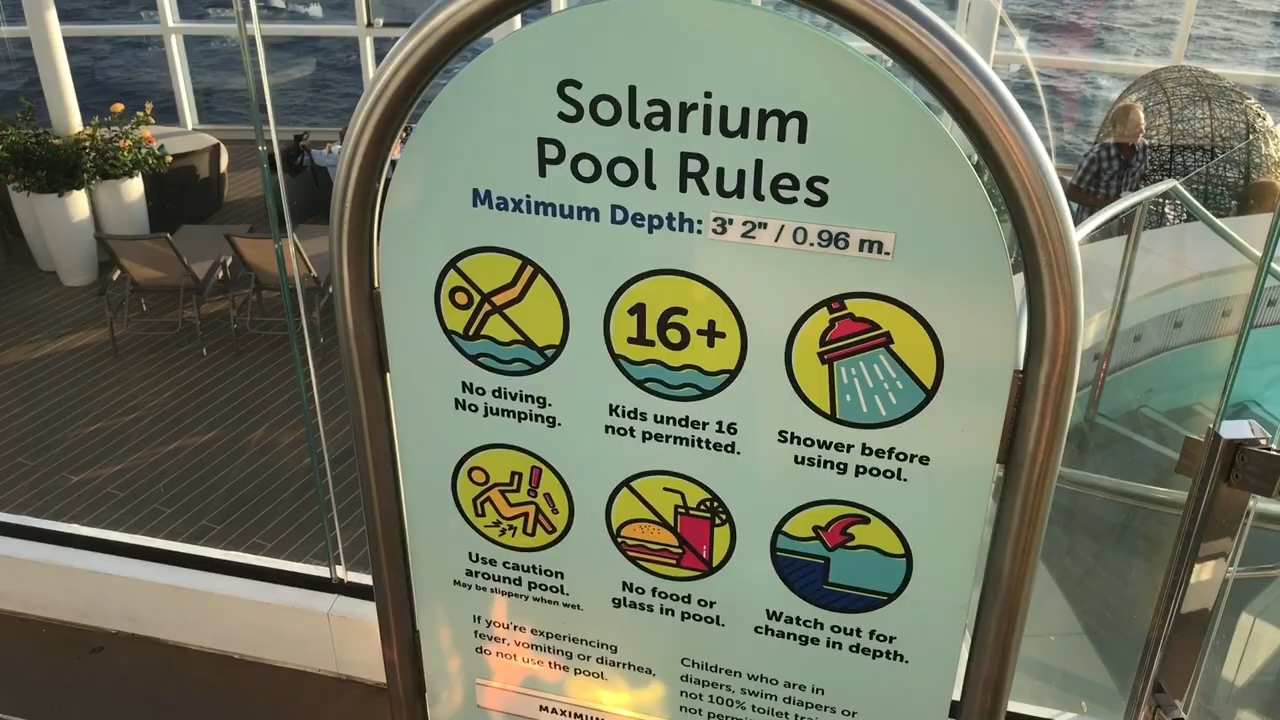 Solarium
Pool Rules
Maximum Depth: 3' 2" / 0.96 m.
No diving.
No jumping.
16+
Kids under 16
not permitted.
Shower before
using pool.
Use caution
around pool.
May be slippery when wet.
No food or
glass in pool.
Watch out for
change in depth.
If you're experiencing
fever, vomiting or diarrhea,
do not use the pool.
Children who are in
diapers, swim diapers or
not 100% toilet
not